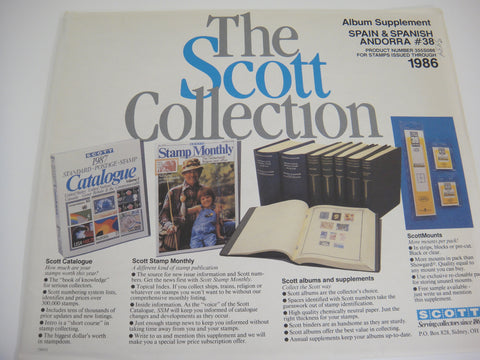 The
Scott
Collection
Album Supplement
SPAIN & SPANISH
ANDORRA #38
PRODUCT NUMBER 355S086
FOR STAMPS ISSUED THROUGH
1986
SCOTT
1987
STANDARD · POSTAGE · STAMP
Catalogue
Stamp Monthly
Scott Catalogue
How much are your
stamps worth this year?
• The "book of knowledge"
for serious collectors.
• Scott numbering system lists,
identifies and prices over
300,000 stamps.
• Includes tens of thousands of
price updates and new listings.
• Intro is a "short course" in
stamp collecting.
• The biggest dollar's worth
in stampdom.
Scott Stamp Monthly
A different kind of stamp publication
• The source for new issue information and Scott num-
bers. Get the news first with Scott Stamp Monthly.
• Topical Index. If you collect ships, trains, religion or
whatever on stamps you won't want to be without our
comprehensive monthly listing.
• Inside information. As the "voice" of the Scott
Catalogue, SSM will keep you informed of catalogue
changes and developments as they occur.
• Just enough stamp news to keep you informed without
taking time away from you and your stamps.
• Write to us and mention this supplement and we will
provide you a special no risk subscription offer.
Scott albums and supplements
Collect the Scott way
• Scott albums are the collector's choice.
• Spaces identified with Scott numbers take the
guesswork out of stamp identification.
• High quality chemically neutral paper. Just
the right thickness for long life.
• Scott binders are as handsome as they are sturdy.
• Scott albums offer the best value in collecting.
• Annual supplements keep your albums up-to-date.
ScottMounts
More mounts per pack!
• In strips, blocks or pre-cut.
Black or clear.
• More mounts in pack than
Showgard®. Quality equal to
any mount you can buy.
• Use exclusive in dealable
for storing unused mounts
• For sample available
write to us and mention
this supplement.
SCOTT
Serving collectors since 186
P.O. Box 828, Sidney, OH